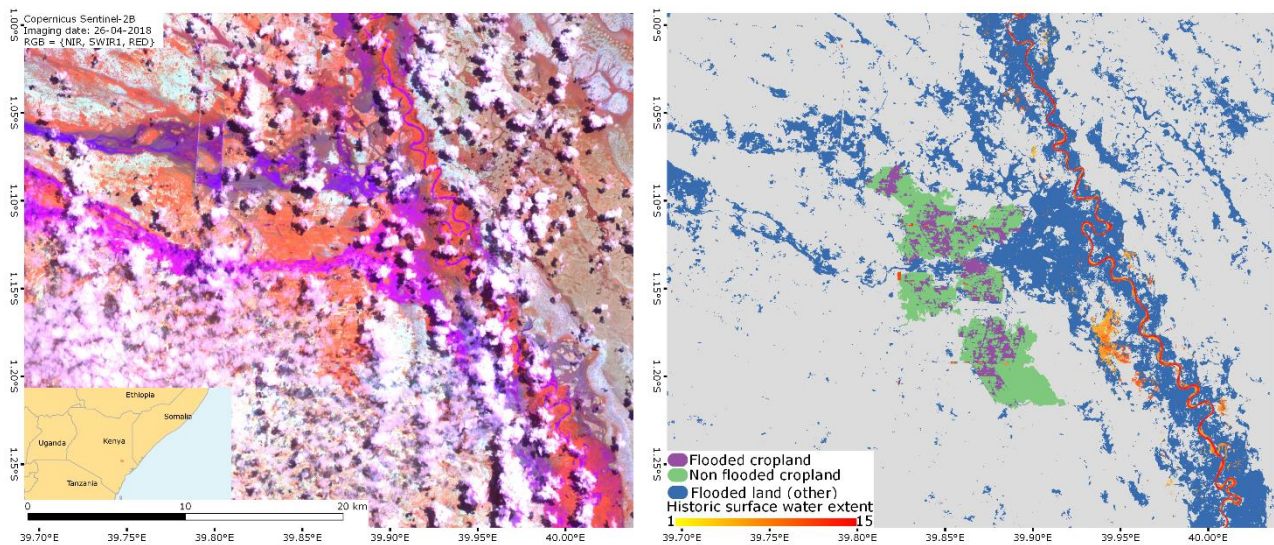 Copernicus Sentinel-2B
Imaging date: 26-04-2018
RGB = {NIR, SWIR1, RED}
1.00°S
1.05°S
1.10°S
1.15°S
1.20°S
1.25°S
Ethiopia
Somalia
Uganda
Kenya
Tanzania
0 10 20 km
39.70°E 39.75°E 39.80°E 39.85°E 39.90°E 39.95°E 40.00°E
1.00°S
1.05°S
1.10°S
1.15°S
1.20°S
1.25°S
Flooded cropland
Non flooded cropland
Flooded land (other)
Historic surface water extent
1 15
39.70°E 39.75°E 39.80°E 39.85°E 39.90°E 39.95°E 40.00°E